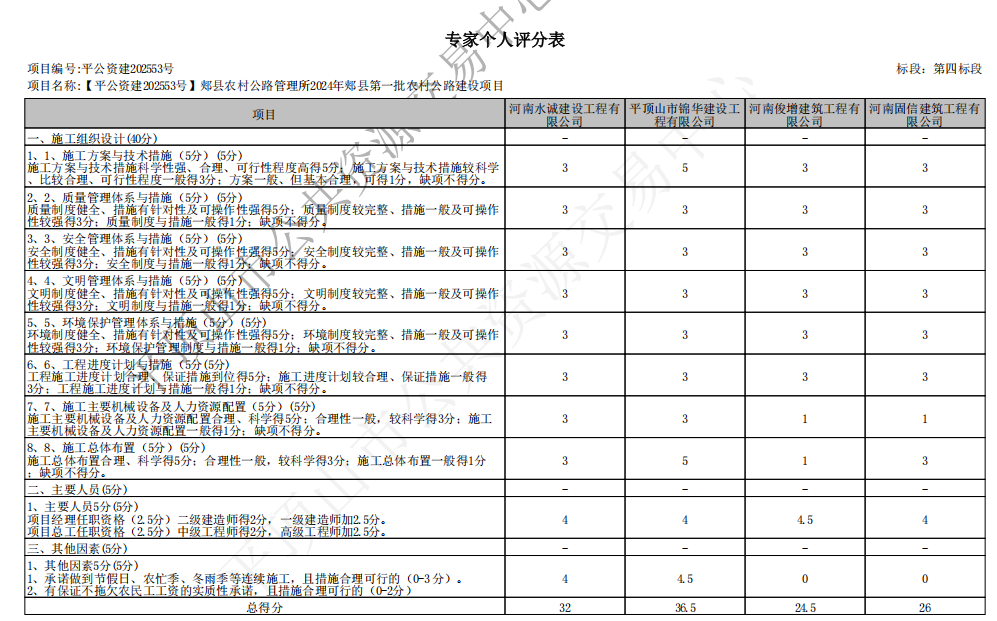 专家个人评分表
项目编号:平公资建202553号
标段: 第四标段
项目名称:【平公资建202553号】郏县农村公路管理所2024年郏县第一批农村公路建设项目
项目
河南水诚建设工程有限公司
平顶山市锦华建设工程有限公司
河南俊增建筑工程有限公司
河南固信建筑工程有限公司
一、施工组织设计(40分)
- - - -
1、1、施工方案与技术措施（5分）(5分)
施工方案与技术措施科学性强、合理、可行性程度高得5分; 施工方案与技术措施较科学
、比较合理、可行性程度一般得3分; 方案一般、但基本合理、可得1分, 缺项不得分。
3 5 3 3
2、2、质量管理体系与措施（5分）(5分)
质量制度健全、措施有针对性及可操作性强得5分; 质量制度较完整、措施一般及可操作
性较强得3分; 质量制度与措施一般得1分; 缺项不得分。
3 3 3 3
3、3、安全管理体系与措施（5分）(5分)
安全制度健全、措施有针对性及可操作性强得5分; 安全制度较完整、措施一般及可操作
性较强得3分; 安全制度与措施一般得1分; 缺项不得分。
3 3 3 3
4、4、文明管理体系与措施（5分）(5分)
文明制度健全、措施有针对性及可操作性强得5分; 文明制度较完整、措施一般及可操作
性较强得3分; 文明制度与措施一般得1分; 缺项不得分。
3 3 3 3
5、5、环境保护管理体系与措施（5分）(5分)
环境制度健全、措施有针对性及可操作性强得5分; 环境制度较完整、措施一般及可操作
性较强得3分; 环境保护管理制度与措施一般得1分; 缺项不得分。
3 3 3 3
6、6、工程进度计划与措施（5分(5分)
工程施工进度计划合理、保证措施到位得5分; 施工进度计划较合理、保证措施一般得
3分; 工程施工进度计划与措施一般得1分; 缺项不得分。
3 3 3 3
7、7、施工主要机械设备及人力资源配置（5分）(5分)
施工主要机械设备及人力资源配置合理、科学得5分; 合理性一般, 较科学得3分; 施工
主要机械设备及人力资源配置一般得1分; 缺项不得分。
3 3 1 1
8、8、施工总体布置（5分）(5分)
施工总体布置合理、科学得5分; 合理性一般, 较科学得3分; 施工总体布置一般得1分
; 缺项不得分。
3 5 1 3
二、主要人员(5分)
- - - -
1、主要人员5分(5分)
项目经理任职资格（2.5分）二级建造师得2分, 一级建造师加2.5分。
项目总工任职资格（2.5分）中级工程师得2分, 高级工程师加2.5分。
4 4 4.5 4
三、其他因素(5分)
- - - -
1、其他因素5分(5分)
1、承诺做到节假日、农忙季、冬雨季等连续施工, 且措施合理可行的（0-3 分）。
2、有保证不拖欠农民工工资的实质性承诺, 且措施合理可行的（0-2分）
4 4.5 0 0
总得分
32 36.5 24.5 26
平顶山市公共资源交易中心
平顶山市公共资源交易中心